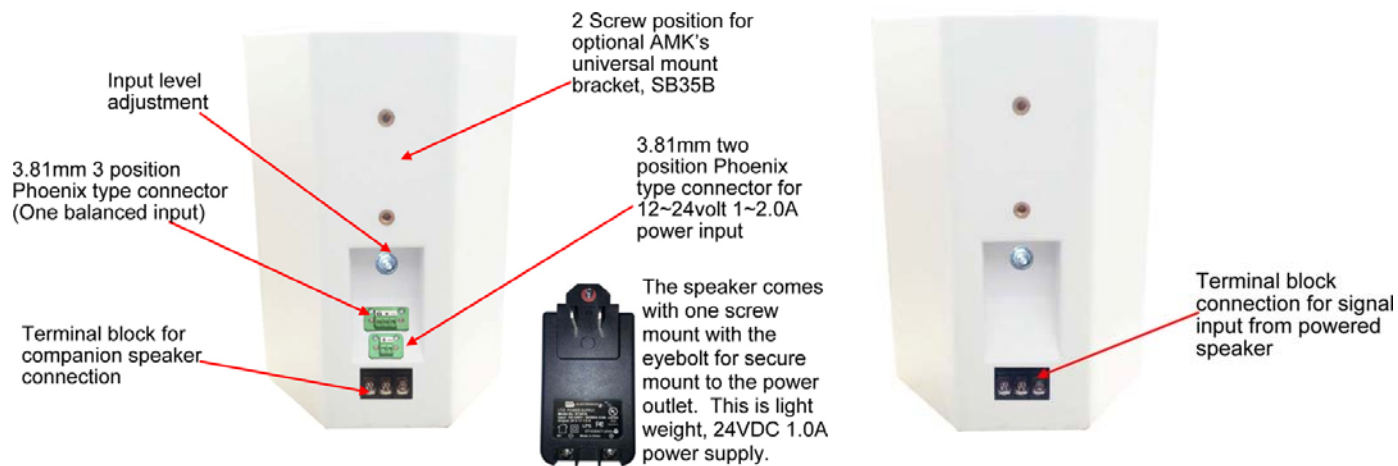 2 Screw position for
optional AMK's
universal mount
bracket, SB35B
Input level
adjustment
3.81mm 3 position
Phoenix type connector
(One balanced input)
3.81mm two
position Phoenix
type connector for
12~24volt 1~2.0A
power input
Terminal block for
companion speaker
connection
The speaker comes
with one screw
mount with the
eyebolt for secure
mount to the power
outlet.  This is light
weight, 24VDC 1.0A
power supply.
Terminal block
connection for signal
input from powered
speaker